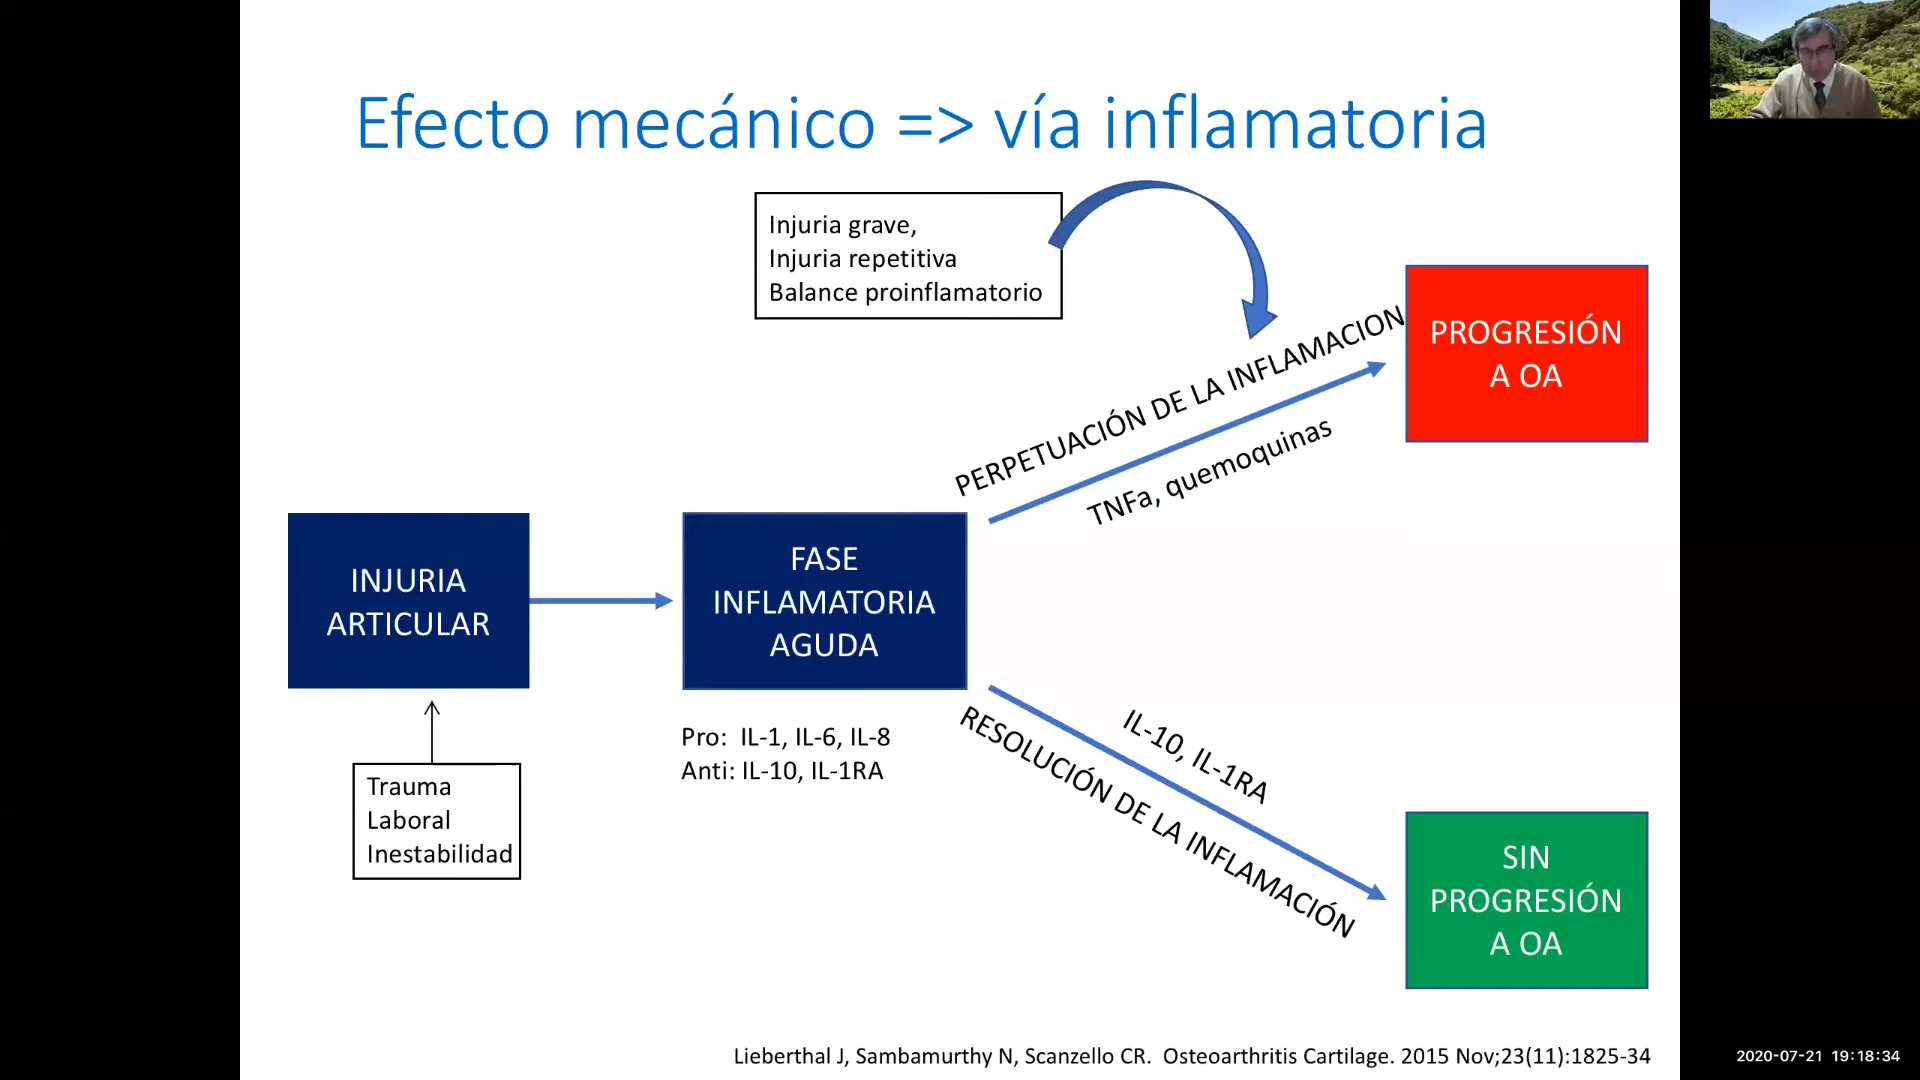 Efecto mecánico => vía inflamatoria
Injuria grave,
Injuria repetitiva
Balance proinflamatorio
PROGRESIÓN
A OA
PERPETUACIÓN DE LA INFLAMACION
TNFa, quemoquinas
INJURIA
ARTICULAR
FASE
INFLAMATORIA
AGUDA
Pro:  IL-1, IL-6, IL-8
Anti: IL-10, IL-1RA
IL-10, IL-1RA
RESOLUCIÓN DE LA INFLAMACIÓN
Trauma
Laboral
Inestabilidad
SIN
PROGRESIÓN
A OA
Lieberthal J, Sambamurthy N, Scanzello CR.  Osteoarthritis Cartilage. 2015 Nov;23(11):1825-34
2020-07-21 19:18:34